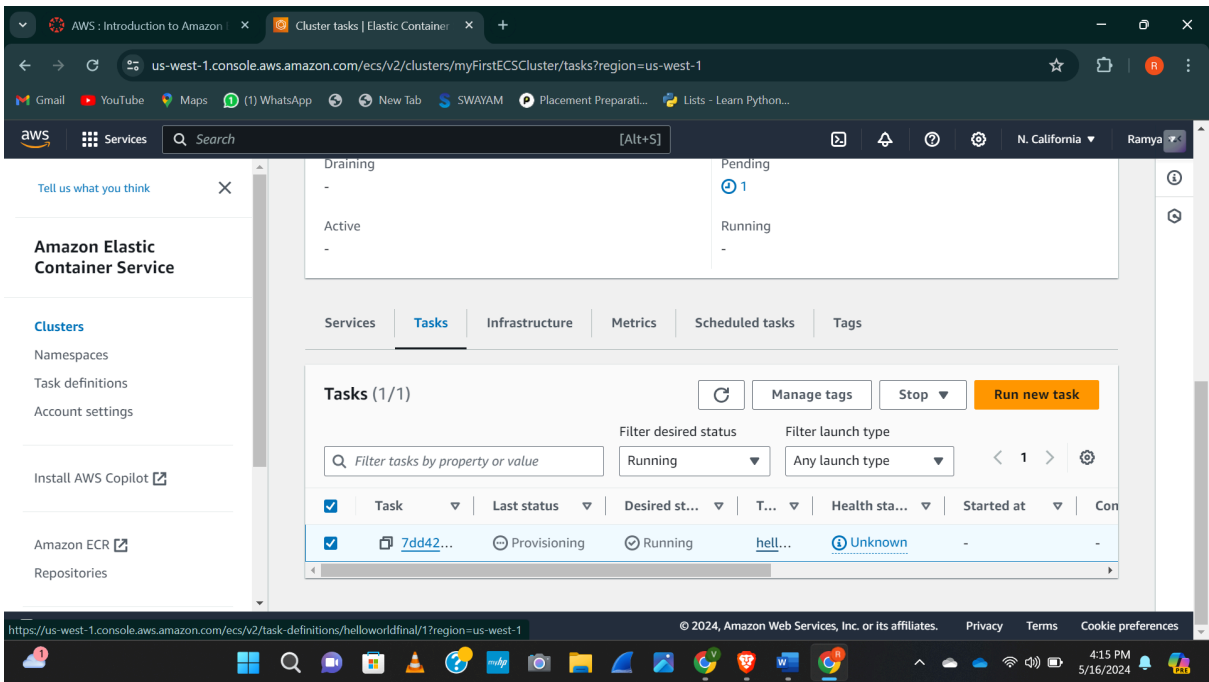 AWS : Introduction to Amazon
Cluster tasks | Elastic Container
us-west-1.console.aws.amazon.com/ecs/v2/clusters/myFirstECSCluster/tasks?region=us-west-1
R
Gmail YouTube Maps (1) WhatsApp New Tab SWAYAM Placement Preparati... Lists - Learn Python...
aws Services Search [Alt+S] N. California Ramya
Tell us what you think
Amazon Elastic
Container Service
Clusters
Namespaces
Task definitions
Account settings
Install AWS Copilot
Amazon ECR
Repositories
Draining
-
Pending
1
Active
-
Running
-
Services Tasks Infrastructure Metrics Scheduled tasks Tags
Tasks (1/1) Manage tags Stop Run new task
Filter desired status Filter launch type
Filter tasks by property or value Running Any launch type 1
Task Last status Desired st... T... Health sta... Started at Con
7dd42... Provisioning Running hell... Unknown - -
https://us-west-1.console.aws.amazon.com/ecs/v2/task-definitions/helloworldfinal/1?region=us-west-1
© 2024, Amazon Web Services, Inc. or its affiliates. Privacy Terms Cookie preferences
1
myhp
V
R
4:15 PM
5/16/2024
PRE